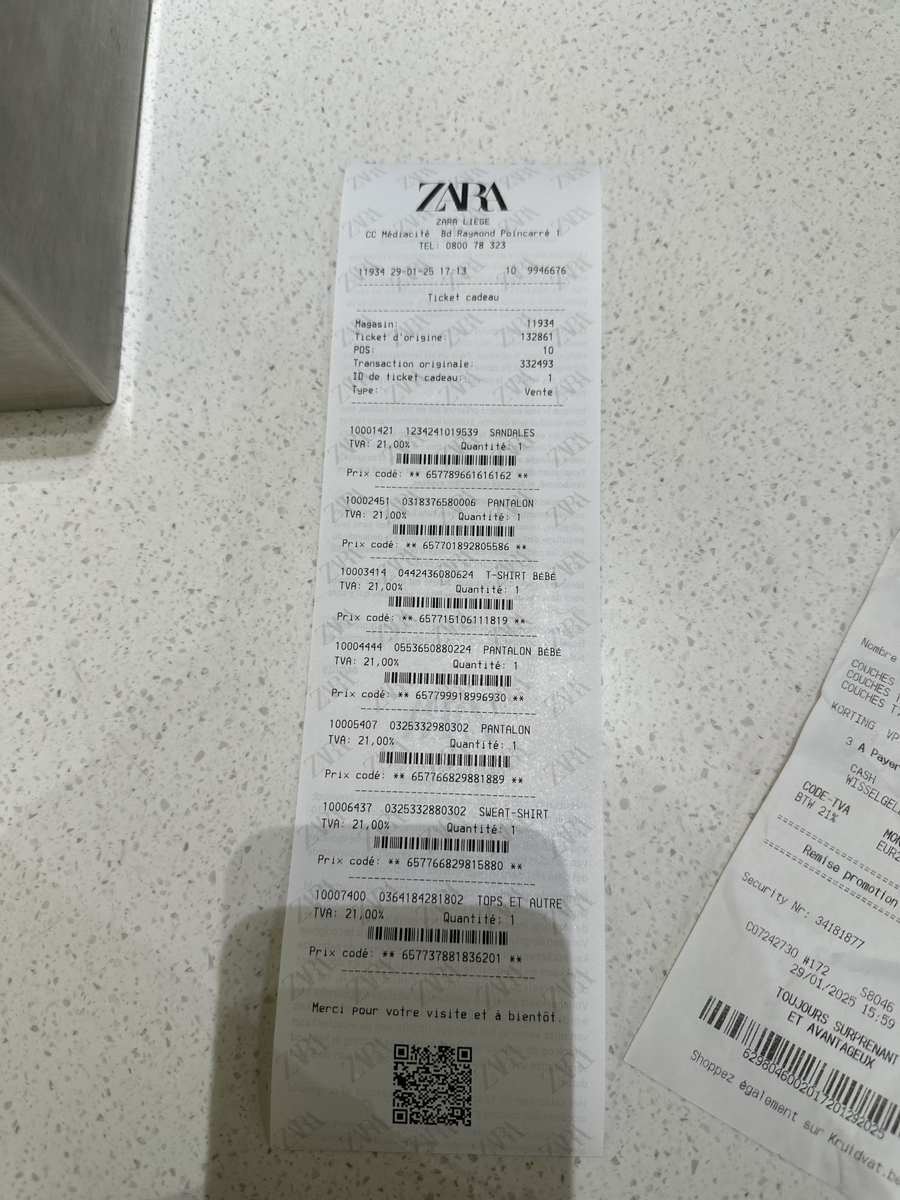 ZARA
ZARA LIÈGE
CC Médiacité Bd Raymond Poincarré 1
TEL: 0800 78 323
11934 29-01-25 17:13 10 9946676
Ticket cadeau
Magasin: 11934
Ticket d'origine: 132861
POS: 10
Transaction originale: 332493
ID de ticket cadeau: 1
Type: Vente
10001421 1234241019539 SANDALES
TVA: 21,00% Quantité: 1
Prix codé: ** 657789661616162 **
10002451 0318376580006 PANTALON
TVA: 21,00% Quantité: 1
Prix codé: ** 657701892805586 **
10003414 0442436080624 T-SHIRT BÉBÉ
TVA: 21,00% Quantité: 1
Prix codé: ** 657715106111819 **
10004444 0553650880224 PANTALON BÉBÉ
TVA: 21,00% Quantité: 1
Prix codé: ** 657799918996930 **
10005407 0325332980302 PANTALON
TVA: 21,00% Quantité: 1
Prix codé: ** 657766829881889 **
10006437 0325332880302 SWEAT-SHIRT
TVA: 21,00% Quantité: 1
Prix codé: ** 657766829815880 **
10007400 0364184281802 TOPS ET AUTRE
TVA: 21,00% Quantité: 1
Prix codé: ** 657737881836201 **
Merci pour votre visite et à bientôt.
Nombre
COUCHES
COUCHES
COUCHES T
KORTING VP
3 A Payer
CASH
WISSELGEL
CODE-TVA MON
BTW 21% EUR2
Remise promotion
Security Nr: 34181877
C07242730 #172 S8046
29/01/2025 15:59
TOUJOURS SURPRENANT
ET AVANTAGEUX
6298046002017201292025
Shoppez également sur Kruidvat.be